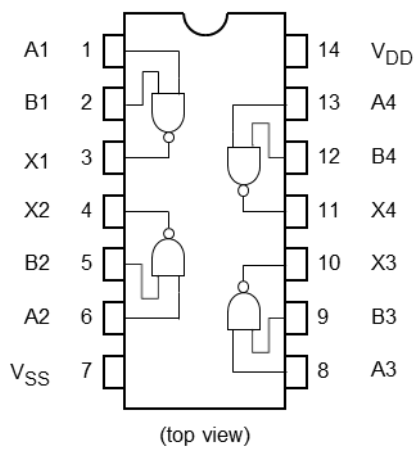 A1 1 14 VDD
B1 2 13 A4
X1 3 12 B4
X2 4 11 X4
B2 5 10 X3
A2 6 9 B3
VSS 7 8 A3
(top view)